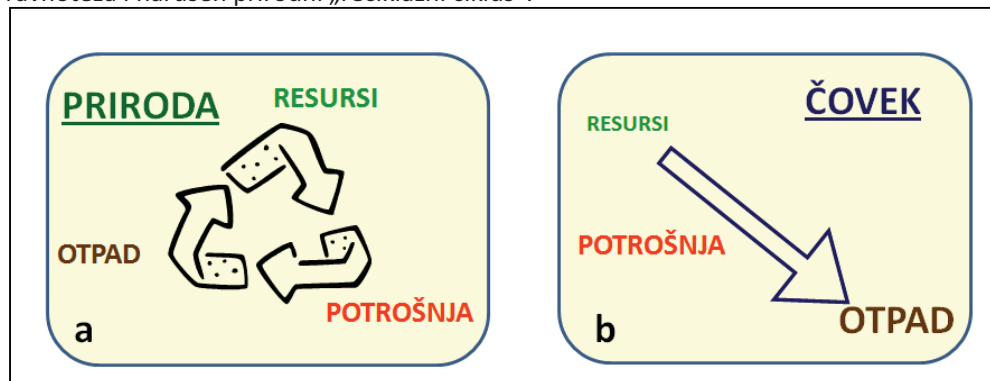 PRIRODA
RESURSI
OTPAD
POTROŠNJA
a
ČOVEK
RESURSI
POTROŠNJA
OTPAD
b